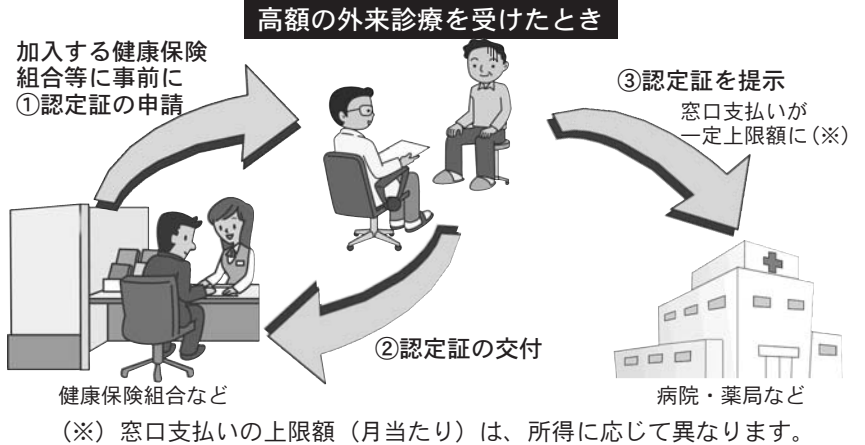 高額の外来診療を受けたとき
加入する健康保険
組合等に事前に
①認定証の申請
③認定証を提示
窓口支払いが
一定上限額に(※)
②認定証の交付
健康保険組合など
病院・薬局など
(※)窓口支払いの上限額(月当たり)は、所得に応じて異なります。